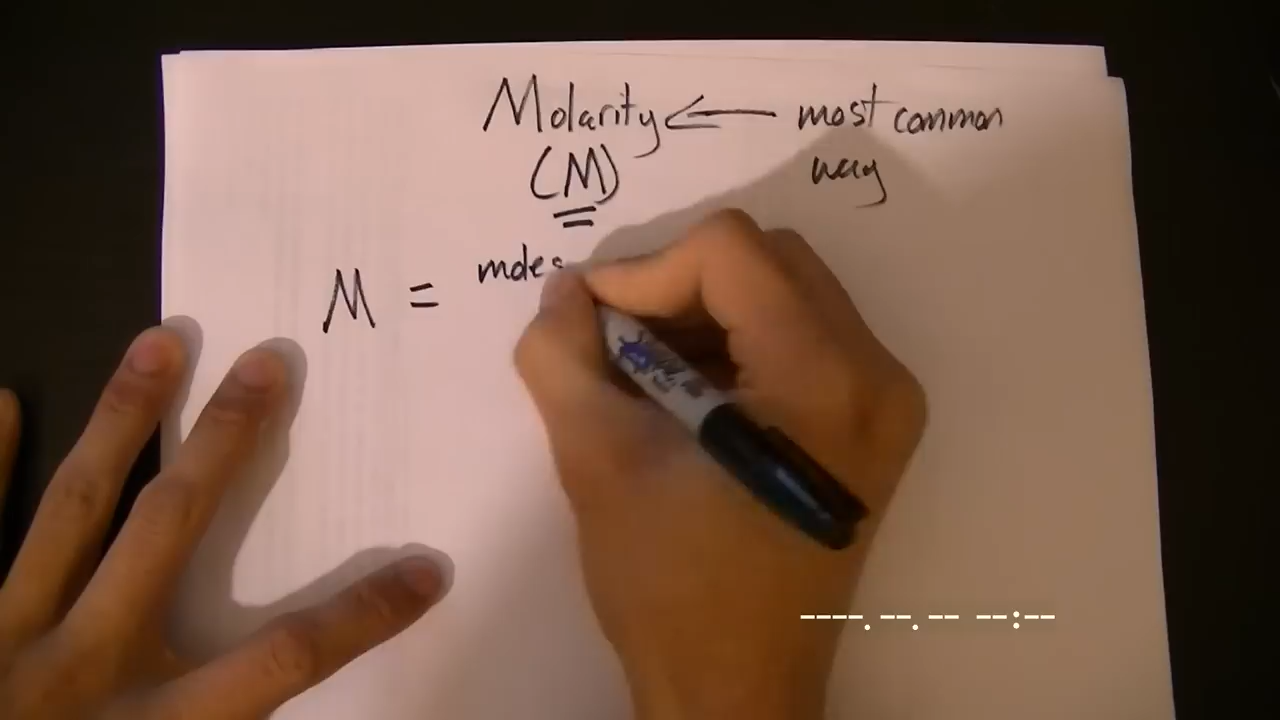 Molarity ← most common
way
(M)
M = moles
----.--.-- --:--